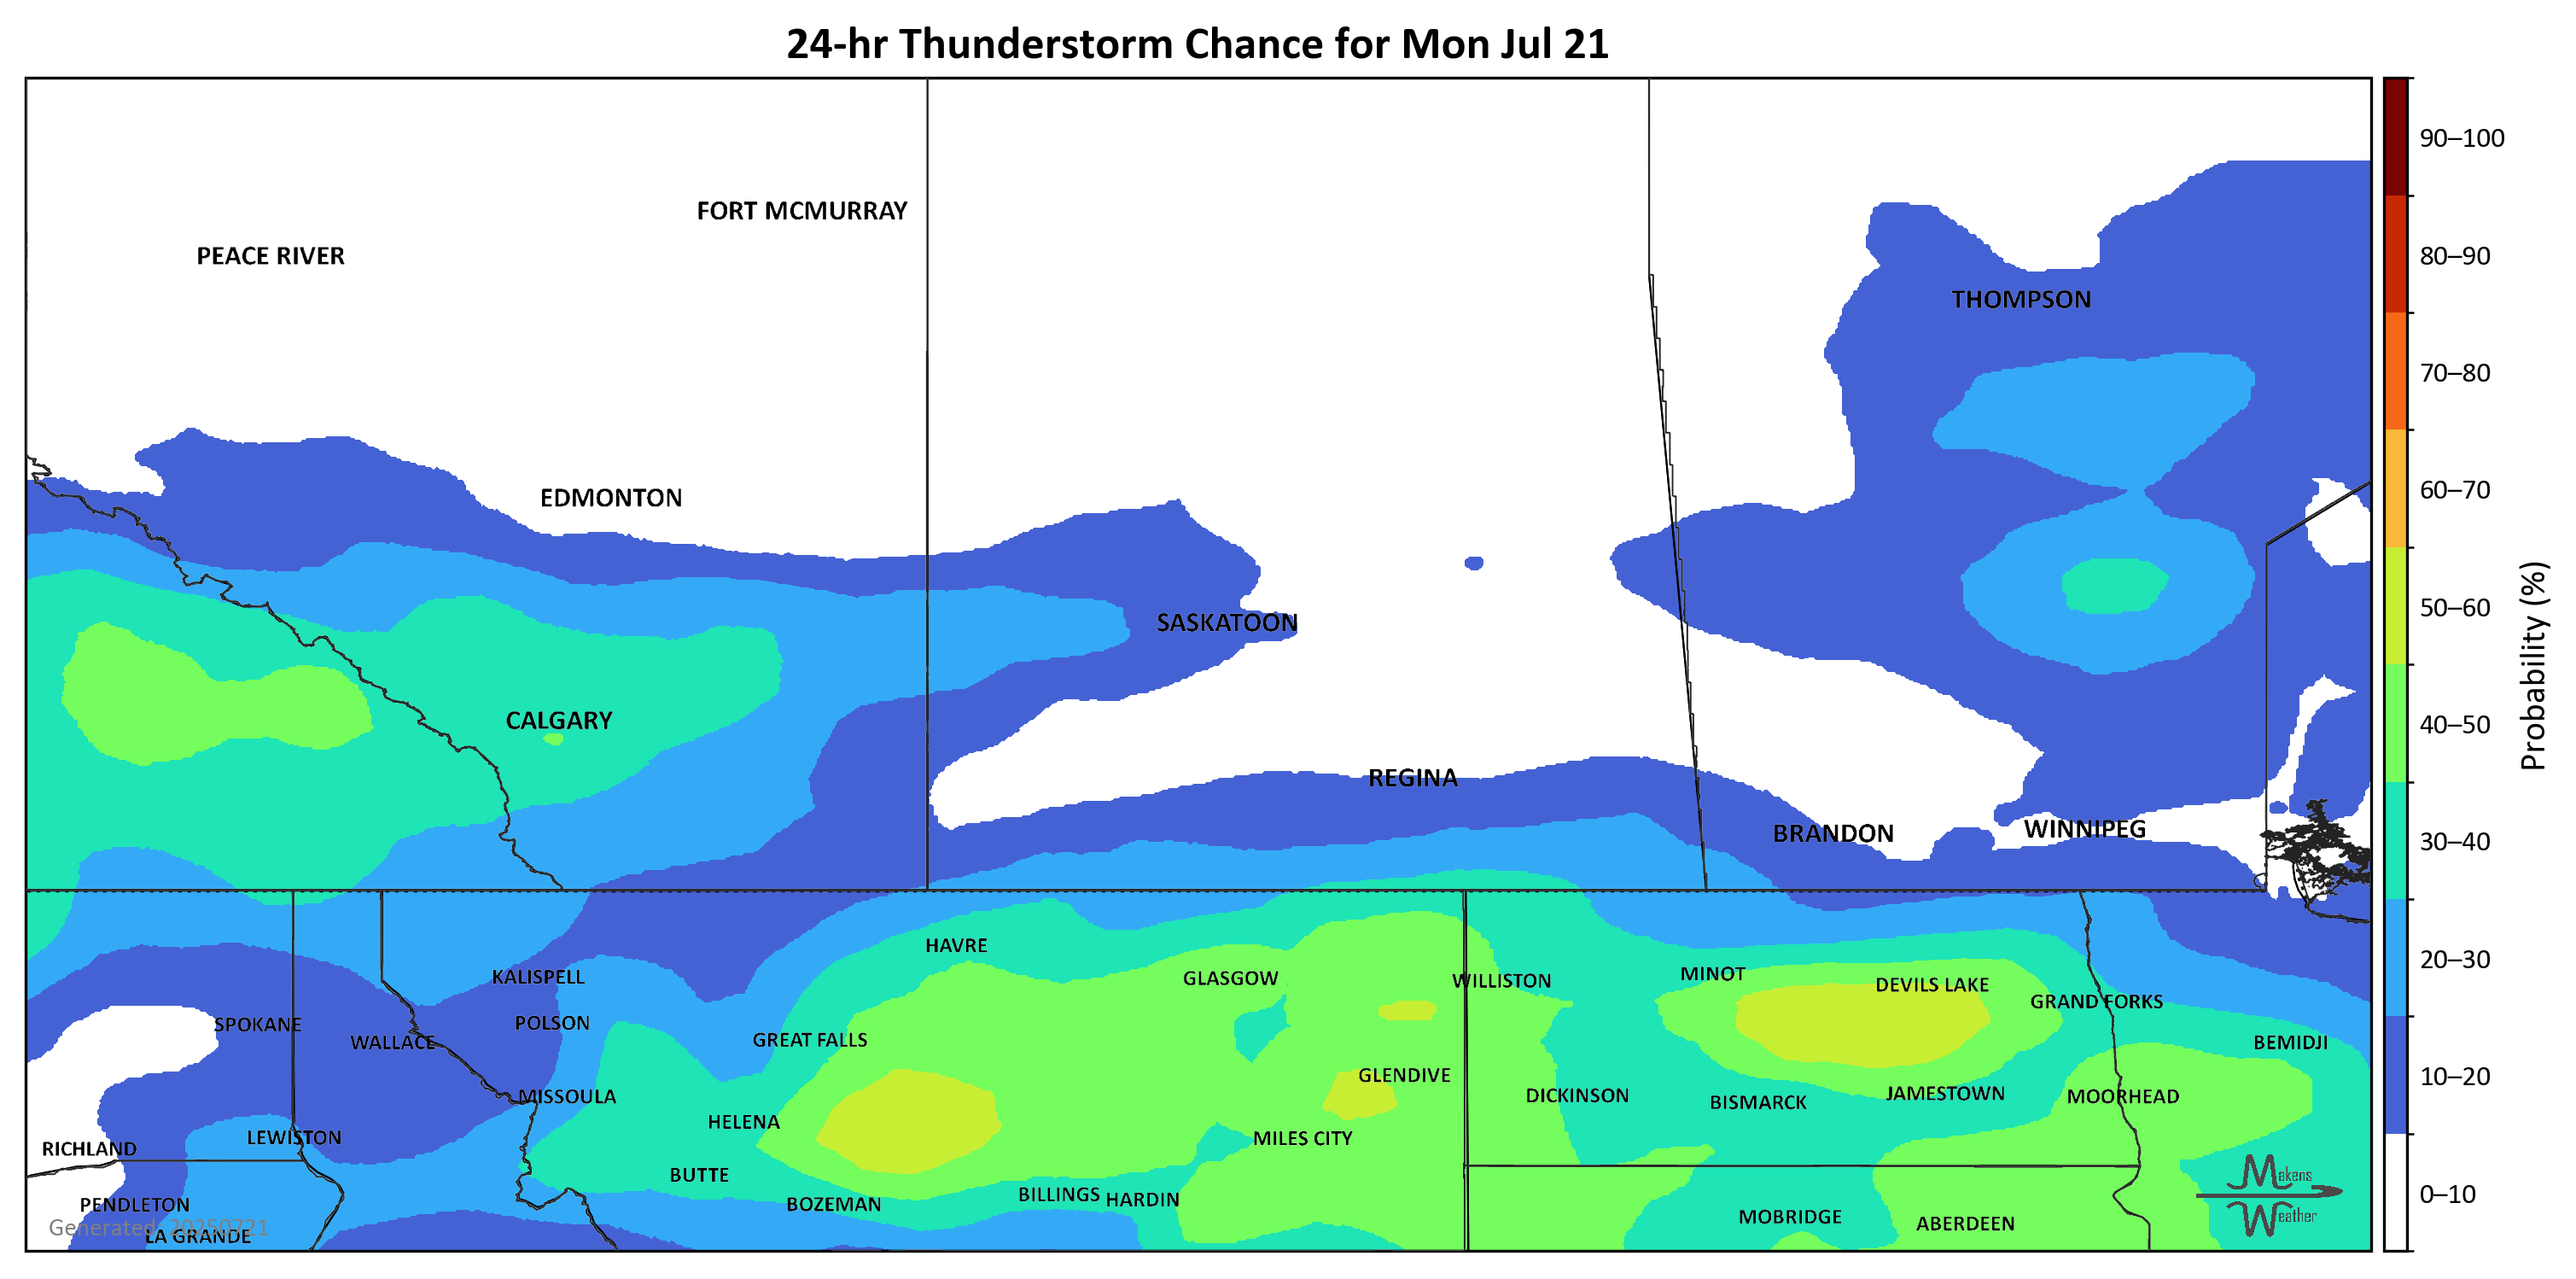 24-hr Thunderstorm Chance for Mon Jul 21
90–100
FORT MCMURRAY
PEACE RIVER
80–90
THOMPSON
70–80
60–70
EDMONTON
50–60
SASKATOON
Probability (%)
CALGARY
40–50
REGINA
BRANDON
WINNIPEG
30–40
HAVRE
20–30
KALISPELL
GLASGOW
WILLISTON
MINOT
DEVILS LAKE
GRAND FORKS
SPOKANE
POLSON
WALLACE
GREAT FALLS
BEMIDJI
GLENDIVE
10–20
MISSOULA
DICKINSON
BISMARCK
JAMESTOWN
MOORHEAD
HELENA
LEWISTON
MILES CITY
RICHLAND
BUTTE
Makens
0–10
PENDLETON
BOZEMAN
BILLINGS
HARDIN
MOBRIDGE
ABERDEEN
Weather
Generated: 20250721
LA GRANDE